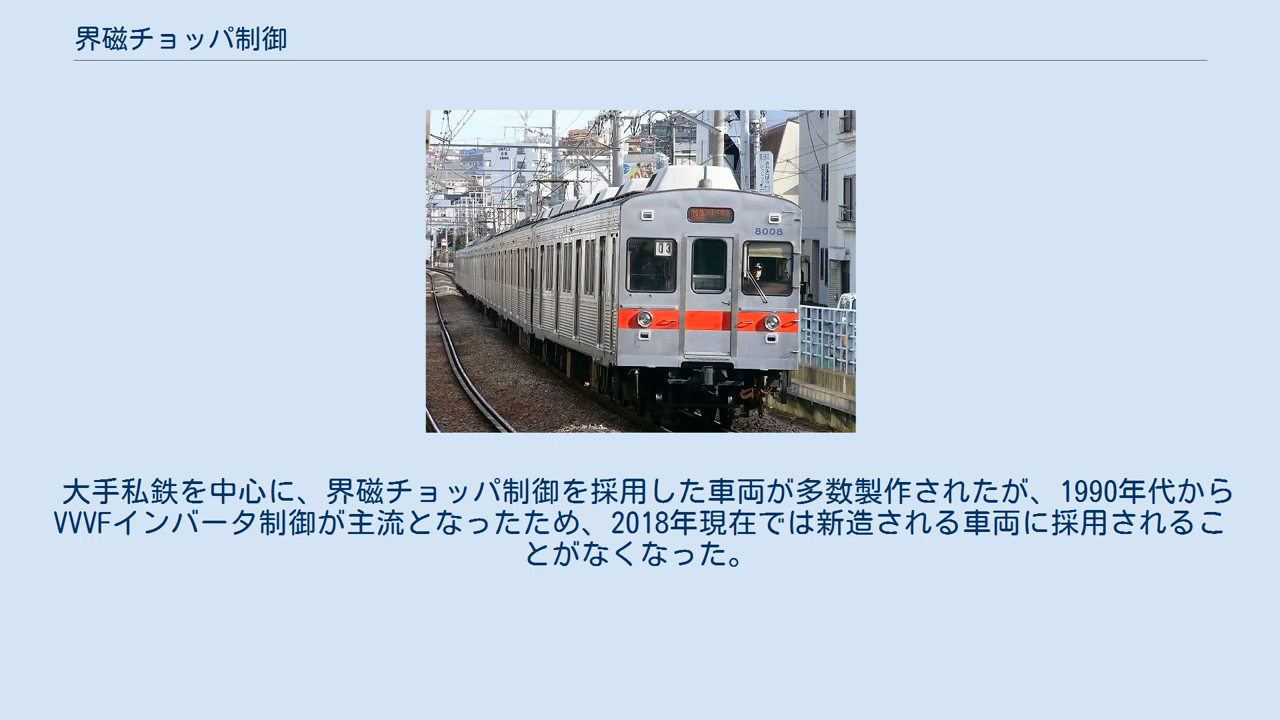 界磁チョッパ制御
03
8008
大手私鉄を中心に、界磁チョッパ制御を採用した車両が多数製作されたが、1990年代から
VVVFインバータ制御が主流となったため、2018年現在では新造される車両に採用されるこ
とがなくなった。